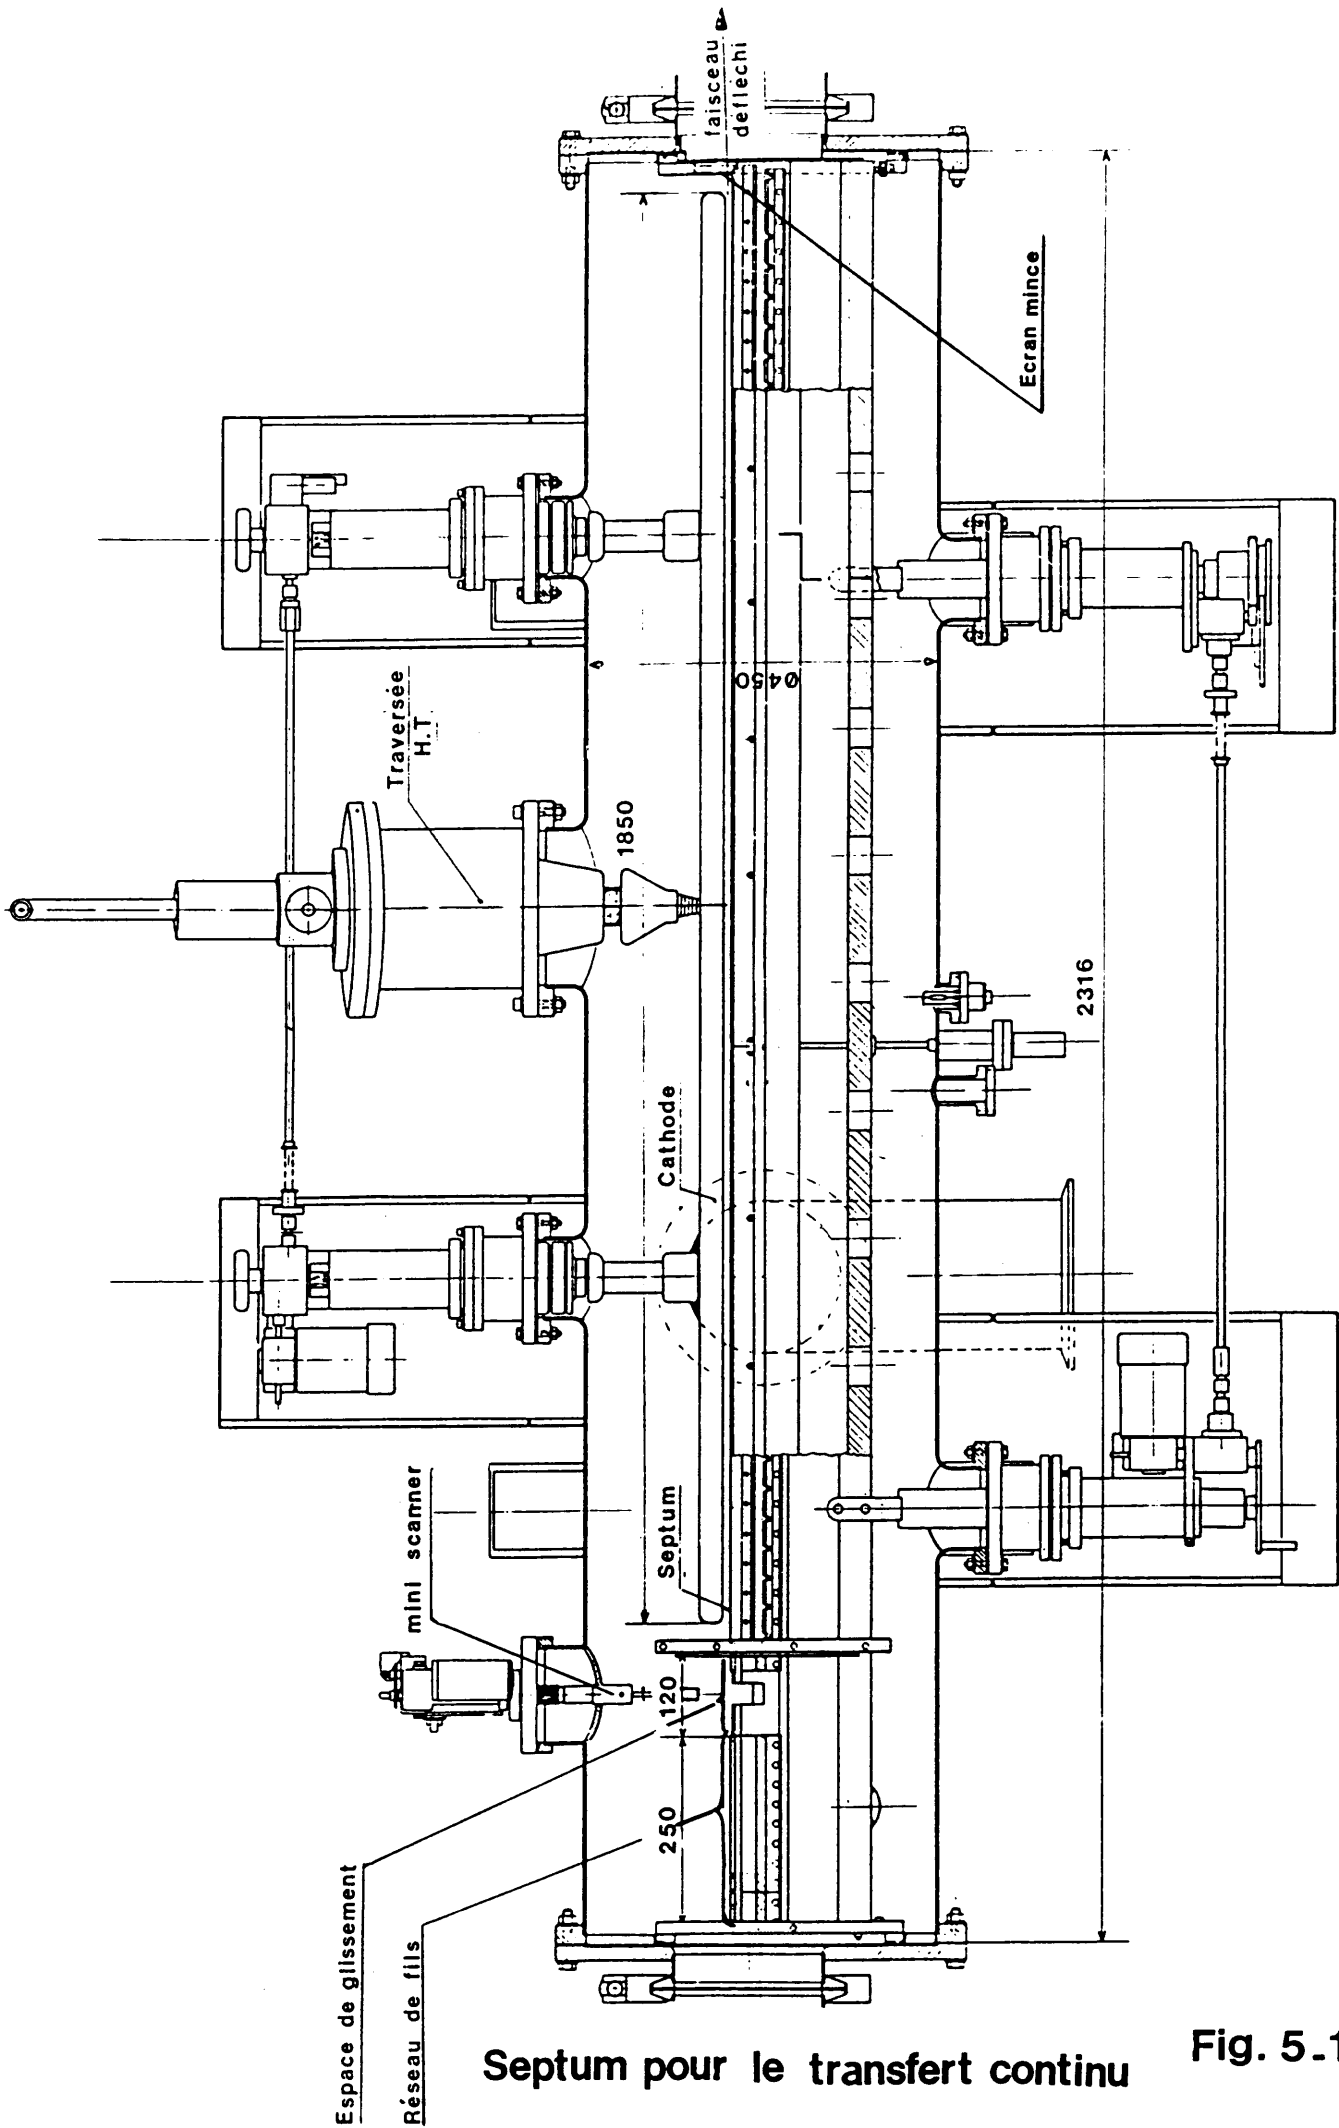 faisceau
deflechi
Ecran mince
Traversée
H.T
1850
Ø450
2316
Cathode
Septum
mini scanner
120
250
Espace de glissement
Réseau de fils
Septum pour le transfert continu
Fig. 5-1